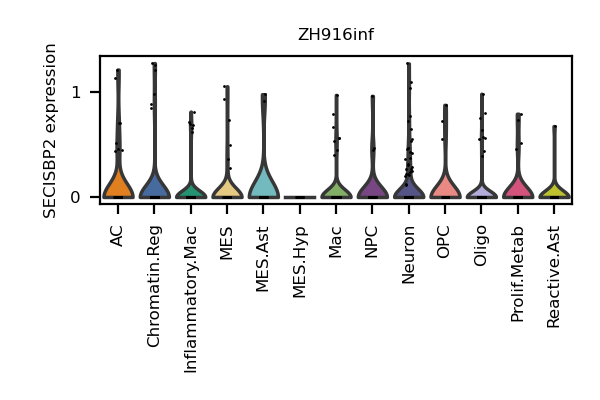 ZH916inf
SECISBP2 expression
1
0
AC
Chromatin.Reg
Inflammatory.Mac
MES
MES.Ast
MES.Hyp
Mac
NPC
Neuron
OPC
Oligo
Prolif.Metab
Reactive.Ast